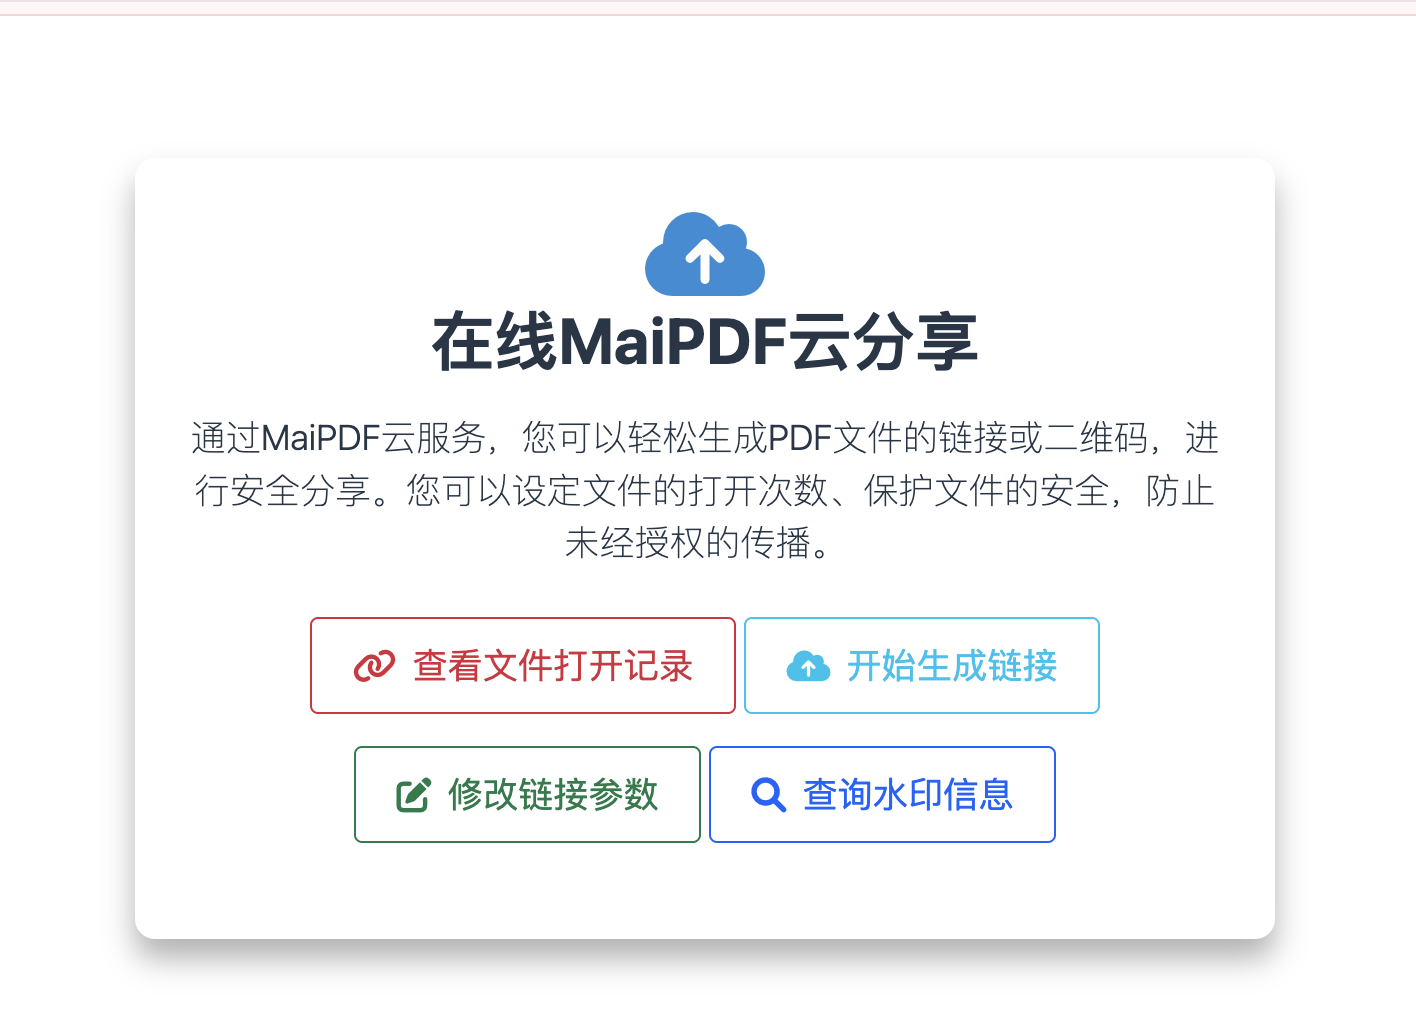 在线MaiPDF云分享
通过MaiPDF云服务，您可以轻松生成PDF文件的链接或二维码，进
行安全分享。您可以设定文件的打开次数、保护文件的安全，防止
未经授权的传播。
查看文件打开记录
开始生成链接
修改链接参数
查询水印信息